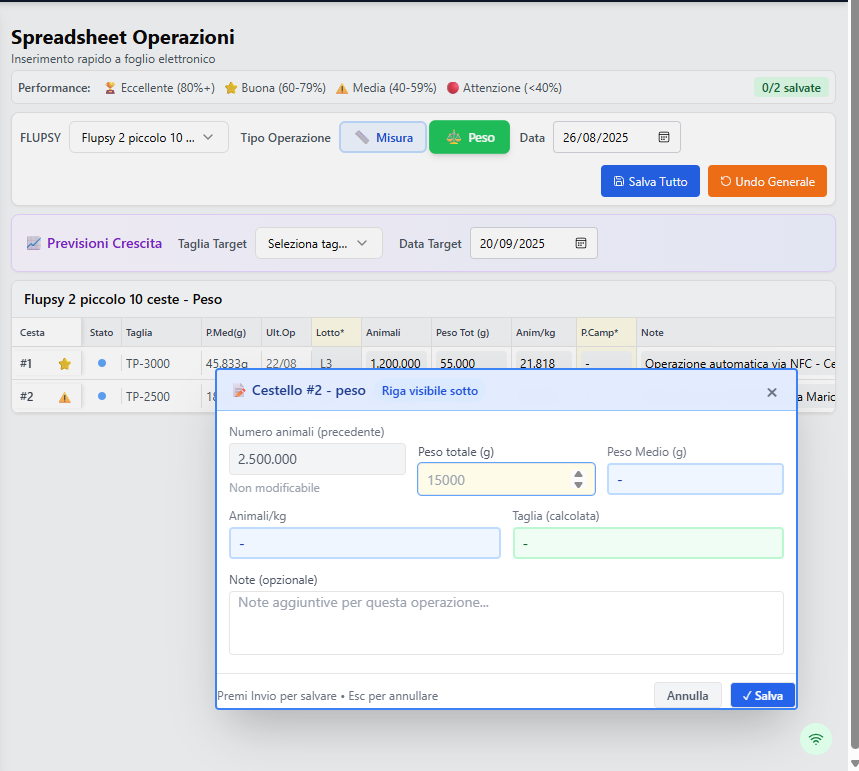 Spreadsheet Operazioni
Inserimento rapido a foglio elettronico
Performance: Eccellente (80%+) Buona (60-79%) Media (40-59%) Attenzione (<40%) 0/2 salvate
FLUPSY Flupsy 2 piccolo 10 ... Tipo Operazione Misura Peso Data 26/08/2025
Salva Tutto Undo Generale
Previsioni Crescita Taglia Target Seleziona tag... Data Target 20/09/2025
Flupsy 2 piccolo 10 ceste - Peso
Cesta Stato Taglia P.Med(g) Ult.Op Lotto* Animali Peso Tot (g) Anim/kg P.Camp* Note
#1 TP-3000 45.833g 22/08 L3 1.200.000 55.000 21.818 - Operazione automatica via NFC - Ce
#2 TP-2500 a Maric
Cestello #2 - peso Riga visibile sotto
Numero animali (precedente)
2.500.000
Non modificabile
Peso totale (g)
15000
Peso Medio (g)
-
Animali/kg
-
Taglia (calcolata)
-
Note (opzionale)
Note aggiuntive per questa operazione...
Premi Invio per salvare • Esc per annullare Annulla ✓ Salva